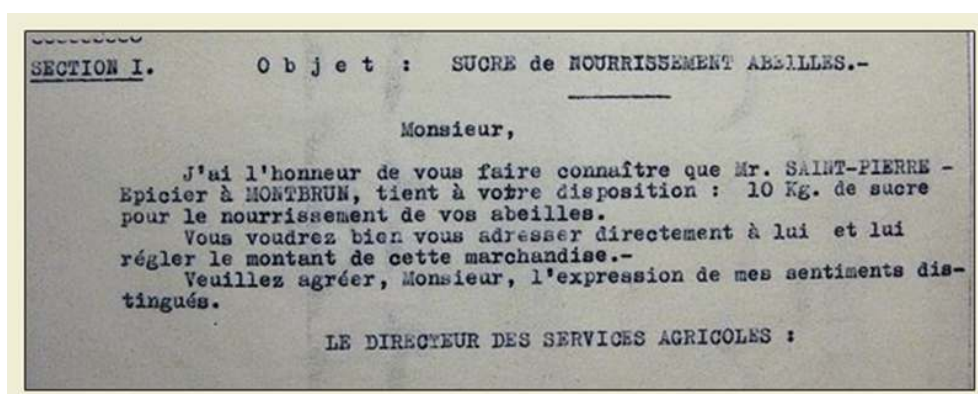 SECTION I. O b j e t : SUCRE de NOURRISSEMENT ABEILLES.-
Monsieur,
J'ai l'honneur de vous faire connaître que Mr. SAINT-PIERRE -
Epicier à MONTBRUN, tient à votre disposition : 10 Kg. de sucre
pour le nourrissement de vos abeilles.
Vous voudrez bien vous adresser directement à lui et lui
régler le montant de cette marchandise.-
Veuillez agréer, Monsieur, l'expression de mes sentiments dis-
tingués.
LE DIRECTEUR DES SERVICES AGRICOLES :